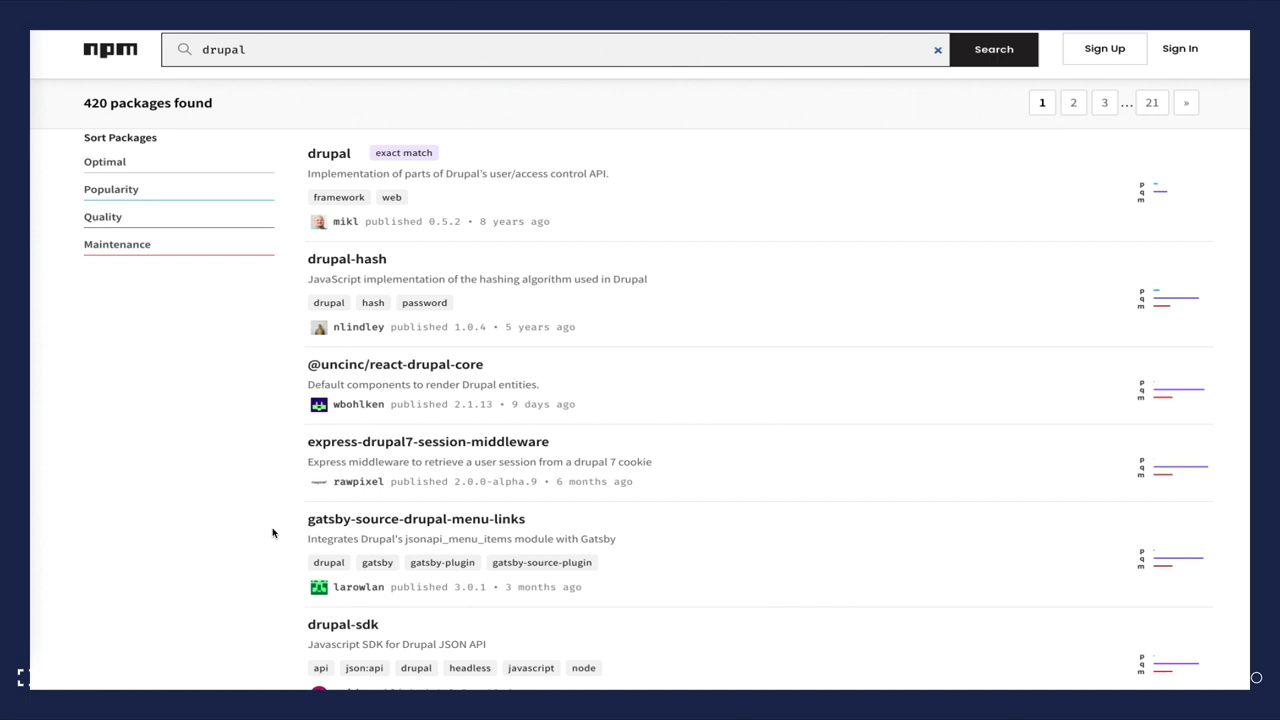 npm
drupal
×
Search
Sign Up
Sign In
420 packages found
1 2 3 ... 21 »
Sort Packages
Optimal
Popularity
Quality
Maintenance
drupal exact match
Implementation of parts of Drupal's user/access control API.
framework web
mikl published 0.5.2 • 8 years ago
p
q
m
drupal-hash
JavaScript implementation of the hashing algorithm used in Drupal
drupal hash password
nlindley published 1.0.4 • 5 years ago
p
q
m
@uncinc/react-drupal-core
Default components to render Drupal entities.
wbohlken published 2.1.13 • 9 days ago
p
q
m
express-drupal7-session-middleware
Express middleware to retrieve a user session from a drupal 7 cookie
rawpixel published 2.0.0-alpha.9 • 6 months ago
p
q
m
gatsby-source-drupal-menu-links
Integrates Drupal's jsonapi_menu_items module with Gatsby
drupal gatsby gatsby-plugin gatsby-source-plugin
larowlan published 3.0.1 • 3 months ago
p
q
m
drupal-sdk
Javascript SDK for Drupal JSON API
api json:api drupal headless javascript node
p
q
m